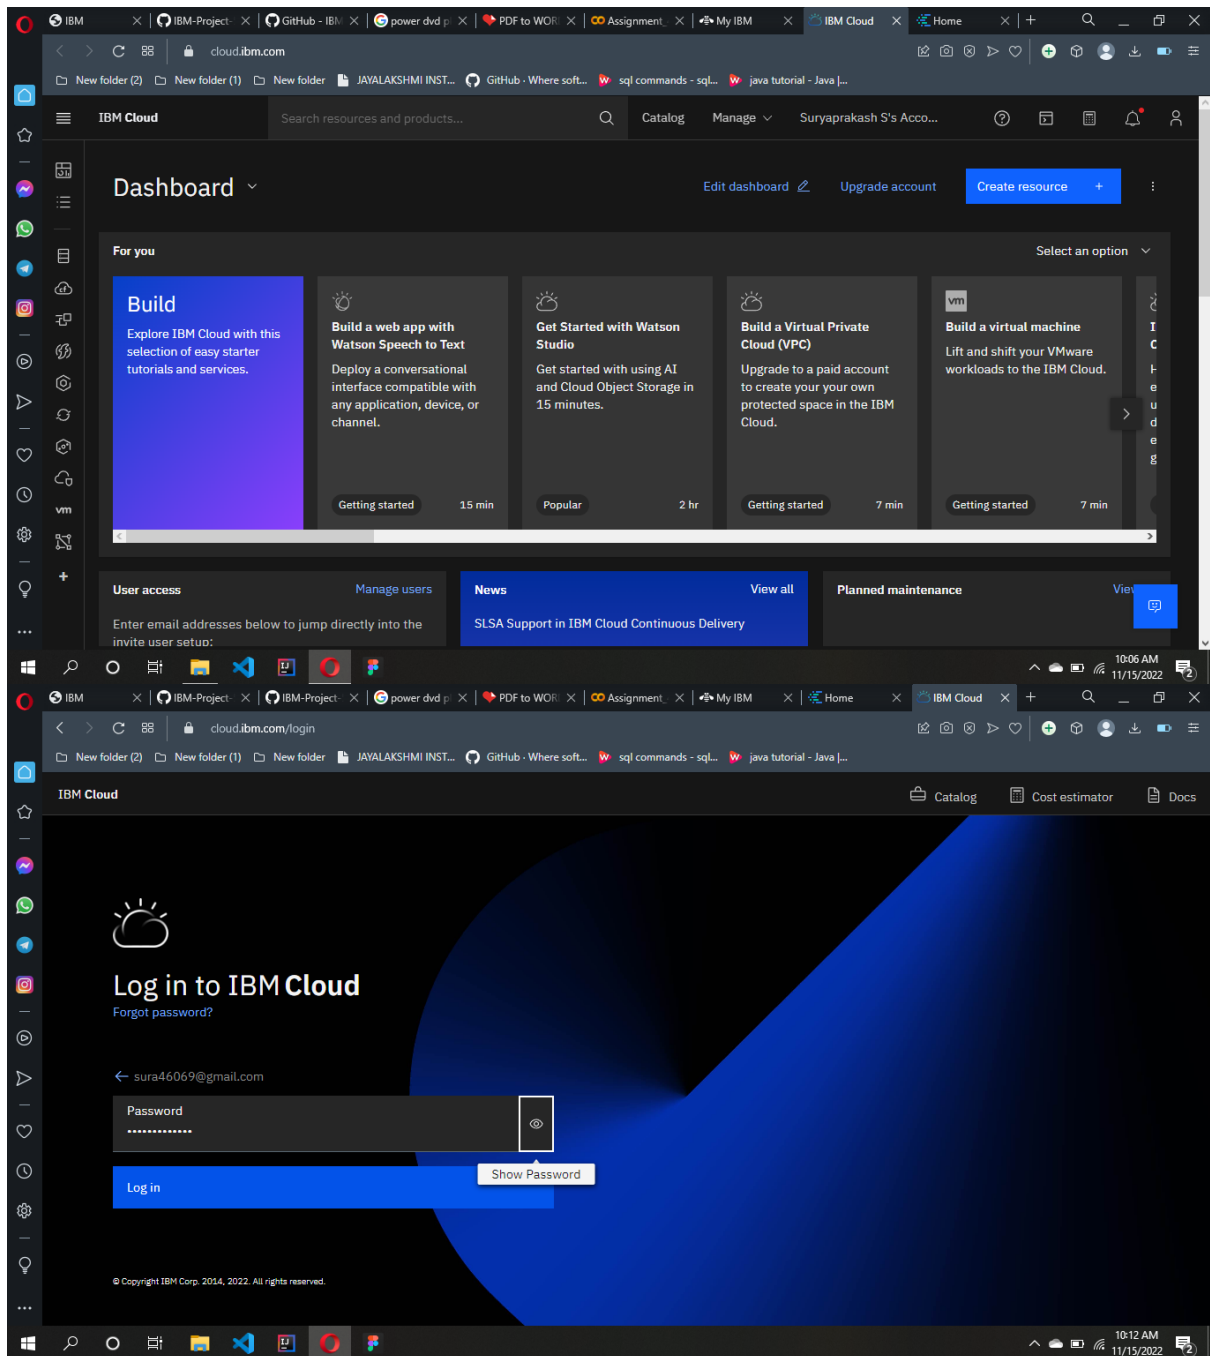 IBM
IBM-Project-
GitHub - IBM
power dvd pl
PDF to WOR
Assignment_
My IBM
IBM Cloud
Home
cloud.ibm.com
New folder (2)
New folder (1)
New folder
JAYALAKSHMI INST...
GitHub · Where soft...
sql commands - sql...
java tutorial - Java |...
IBM Cloud
Search resources and products...
Catalog
Manage
Suryaprakash S's Acco...
Dashboard
Edit dashboard
Upgrade account
Create resource +
For you
Select an option
Build
Explore IBM Cloud with this
selection of easy starter
tutorials and services.
Build a web app with
Watson Speech to Text
Deploy a conversational
interface compatible with
any application, device, or
channel.
Getting started 15 min
Get Started with Watson
Studio
Get started with using AI
and Cloud Object Storage in
15 minutes.
Popular 2 hr
Build a Virtual Private
Cloud (VPC)
Upgrade to a paid account
to create your your own
protected space in the IBM
Cloud.
Getting started 7 min
vm
Build a virtual machine
Lift and shift your VMware
workloads to the IBM Cloud.
Getting started 7 min
vm
User access
Manage users
Enter email addresses below to jump directly into the
invite user setup:
News
View all
SLSA Support in IBM Cloud Continuous Delivery
Planned maintenance
View
10:06 AM
11/15/2022
2
IBM
IBM-Project-
IBM-Project-
power dvd pl
PDF to WOR
Assignment_
My IBM
Home
IBM Cloud
cloud.ibm.com/login
New folder (2)
New folder (1)
New folder
JAYALAKSHMI INST...
GitHub · Where soft...
sql commands - sql...
java tutorial - Java |...
IBM Cloud
Catalog
Cost estimator
Docs
Log in to IBM Cloud
Forgot password?
sura46069@gmail.com
Password
•••••••••••••
Show Password
Log in
© Copyright IBM Corp. 2014, 2022. All rights reserved.
10:12 AM
11/15/2022
2